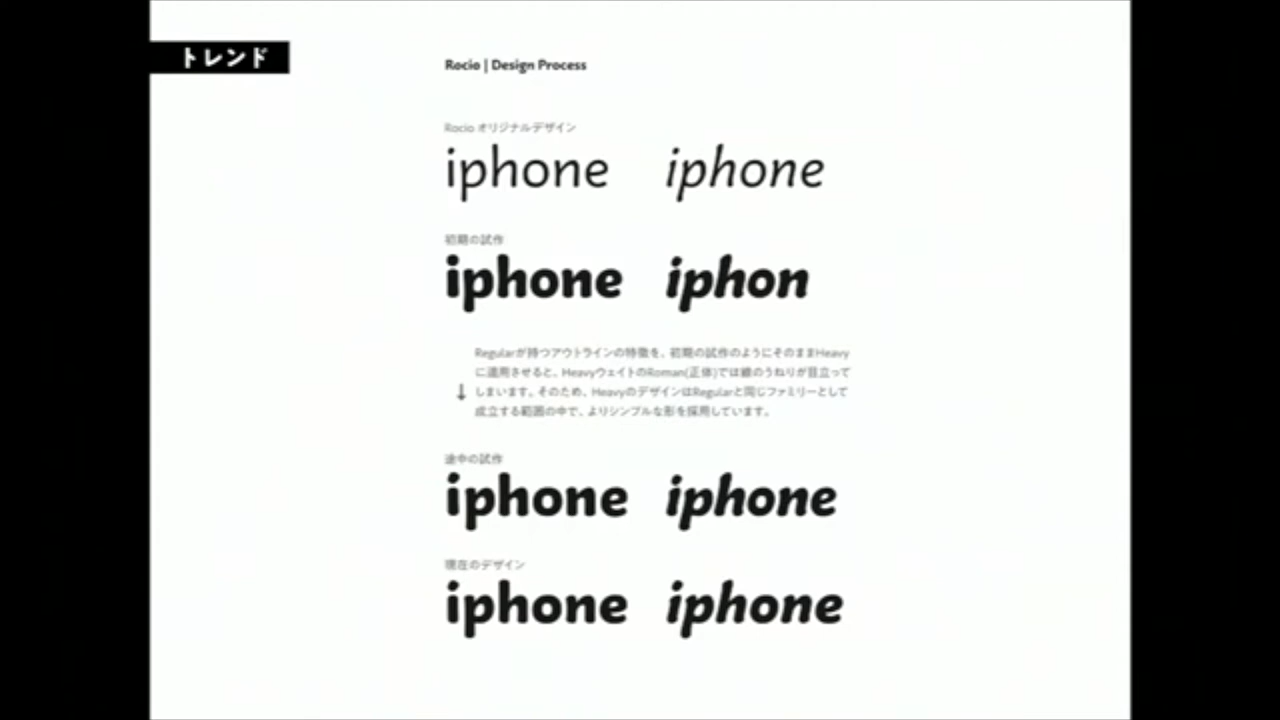 トレンド
Rocio | Design Process
Rocio オリジナルデザイン
iphone iphone
初期の試作
iphone iphon
Regularが持つアウトラインの特徴を、初期の試作のようにそのままHeavy
に適用させると、HeavyウェイトのRoman(正体)では線のうねりが目立って
しまいます。そのため、HeavyのデザインはRegularと同じファミリーとして
成立する範囲の中で、よりシンプルな形を採用しています。
途中の試作
iphone iphone
現在のデザイン
iphone iphone